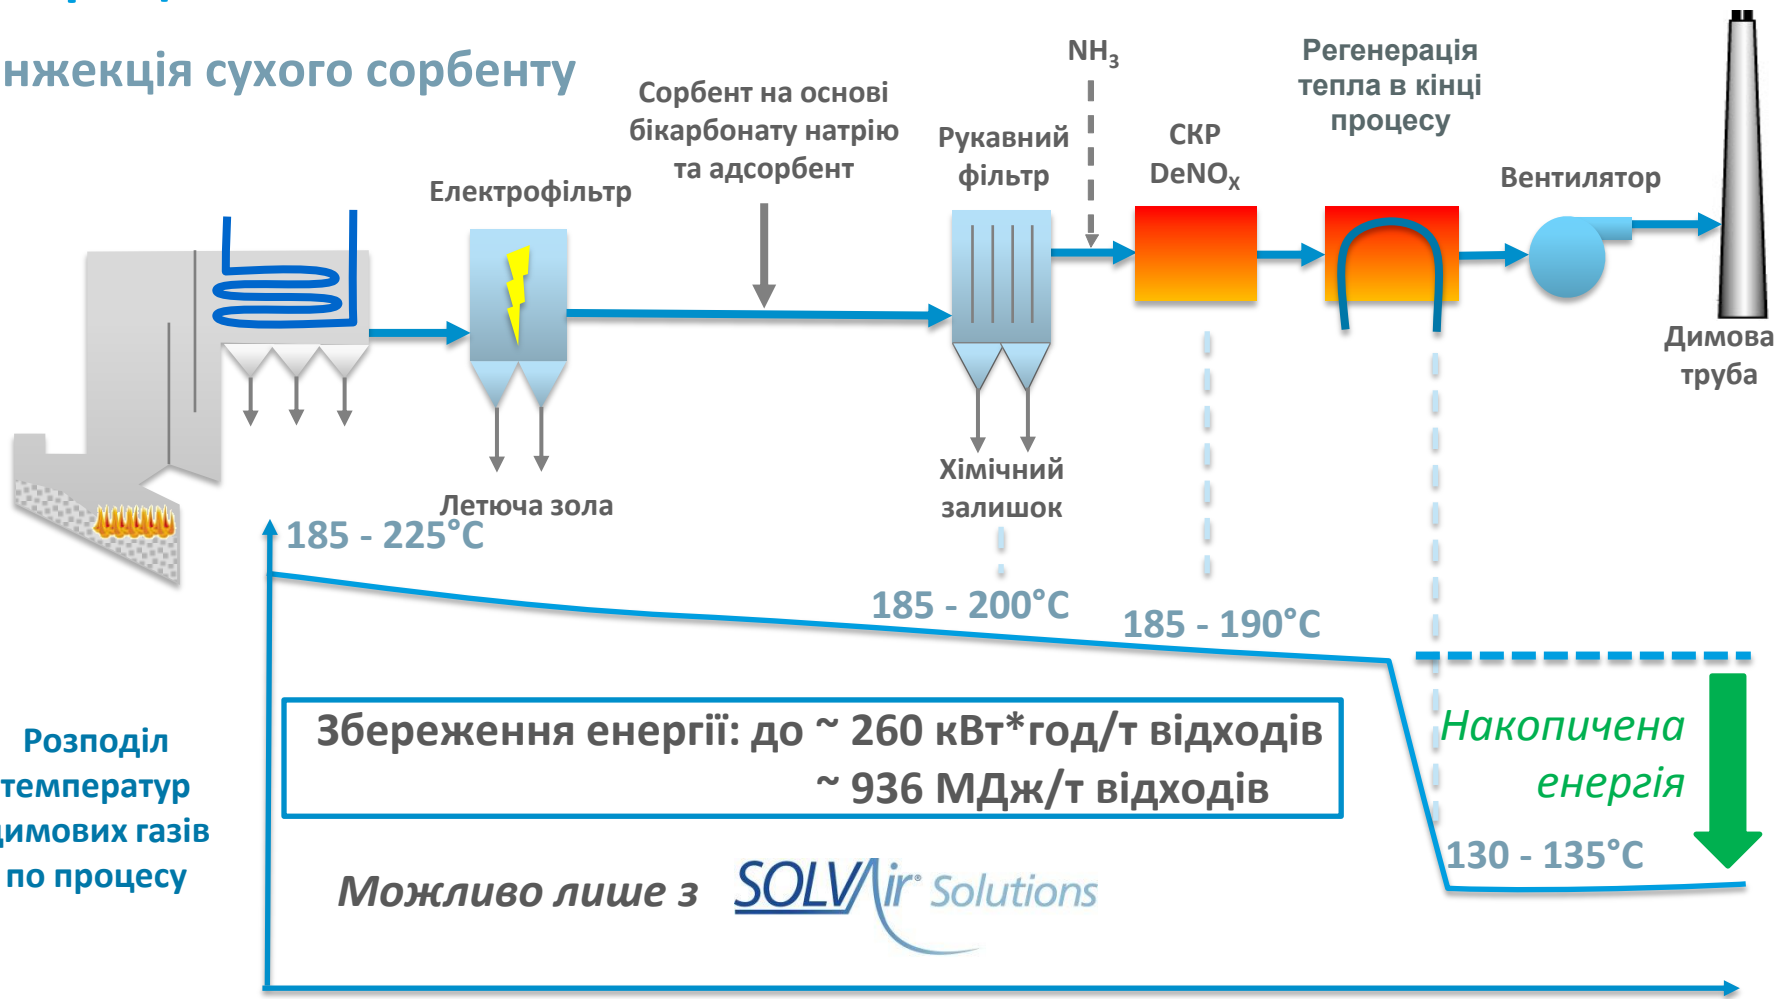 нжекція сухого сорбенту
Сорбент на основі
бікарбонату натрію
та адсорбент
NH3
Регенерація
тепла в кінці
процесу
Рукавний
фільтр
СКР
DeNOX
Електрофільтр
Вентилятор
Димова
труба
Летюча зола
Хімічний
залишок
185 - 225°C
185 - 200°C
185 - 190°C
130 - 135°C
Розподіл
температур
димових газів
по процесу
Збереження енергії: до ~ 260 кВт*год/т відходів
~ 936 МДж/т відходів
Накопичена
енергія
Можливо лише з
SOLVAir® Solutions